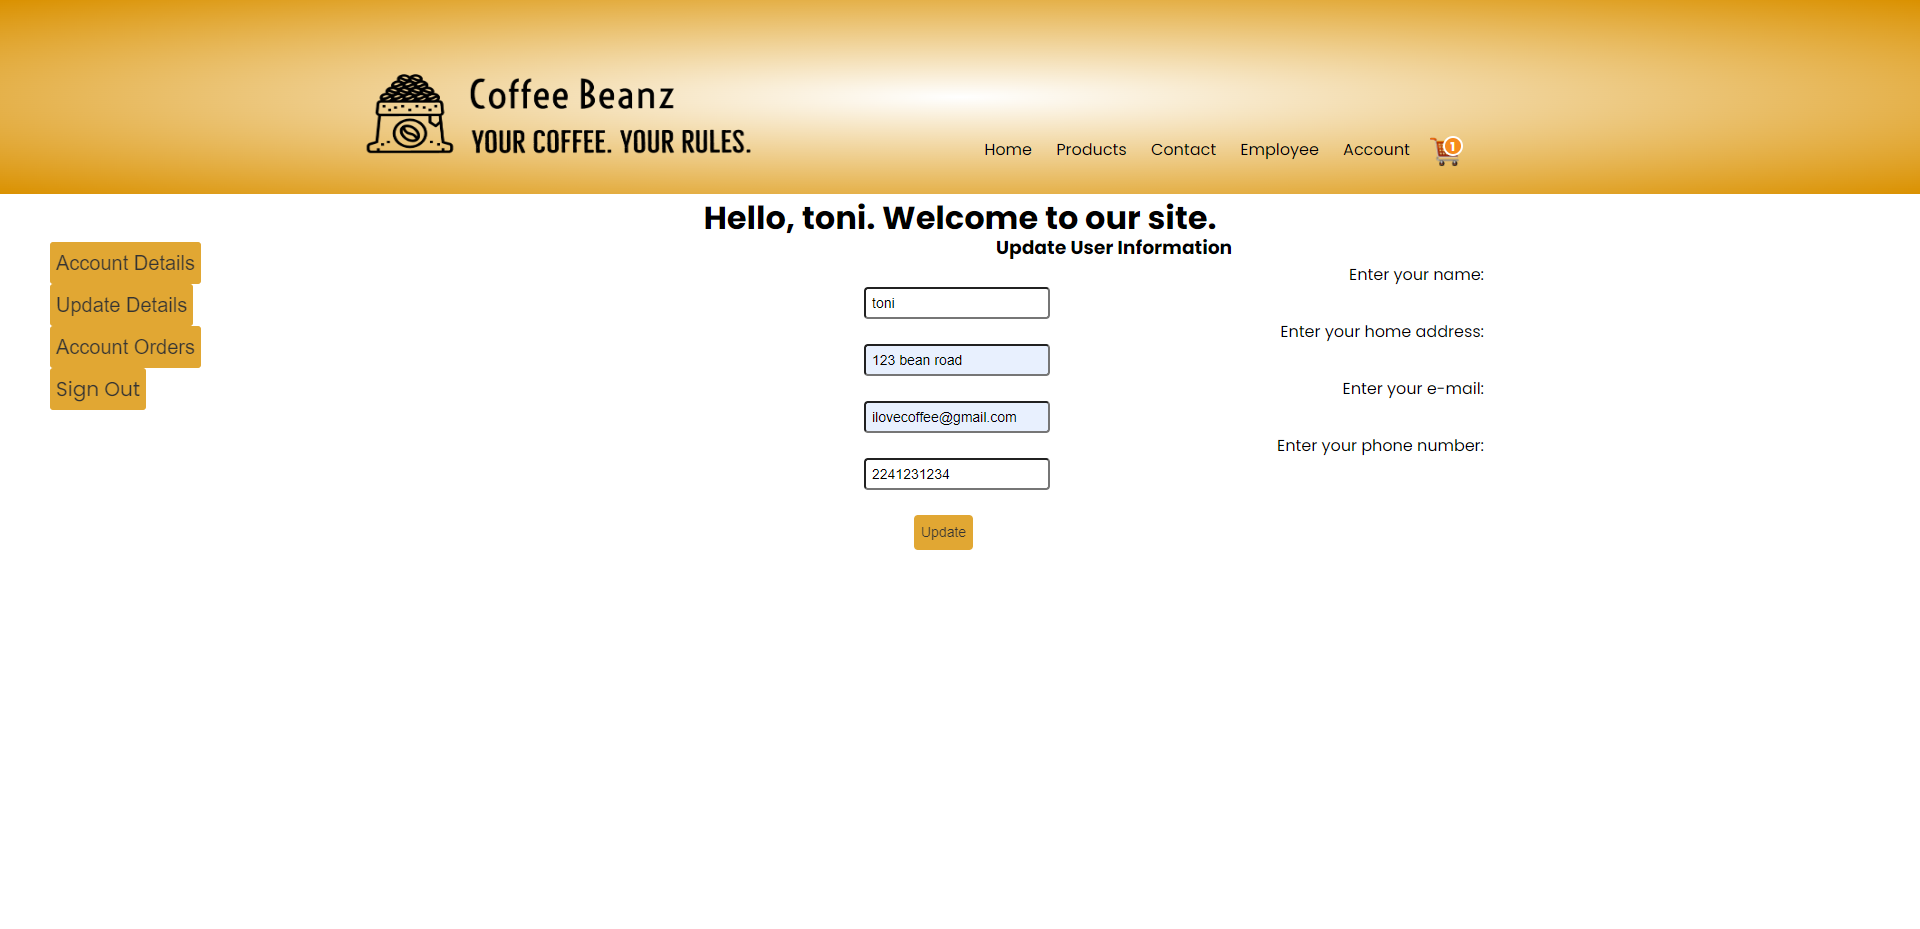 Coffee Beanz
YOUR COFFEE. YOUR RULES.
Home Products Contact Employee Account 1
Hello, toni. Welcome to our site.
Account Details
Update Details
Account Orders
Sign Out
Update User Information
Enter your name:
toni
Enter your home address:
123 bean road
Enter your e-mail:
ilovecoffee@gmail.com
Enter your phone number:
2241231234
Update